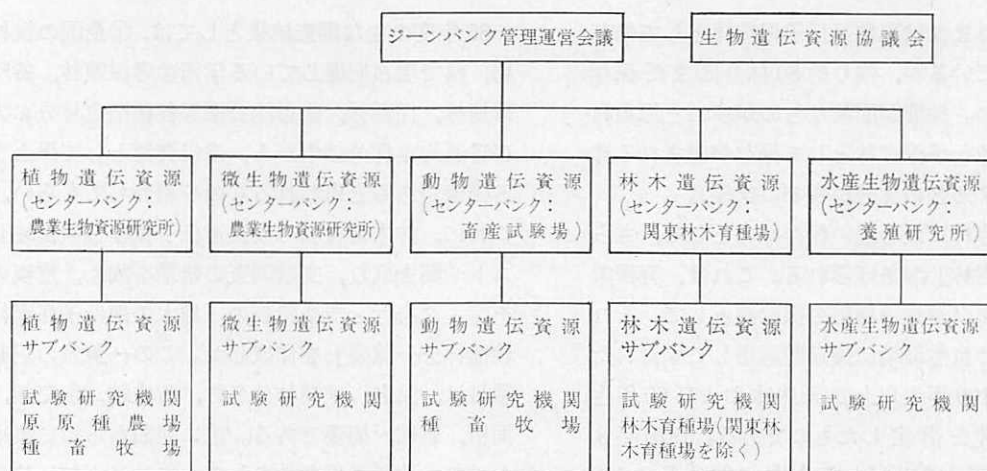 ジーンバンク管理運営会議
生物遺伝資源協議会
植物遺伝資源
(センターバンク:
農業生物資源研究所)
微生物遺伝資源
(センターバンク:
農業生物資源研究所)
動物遺伝資源
(センターバンク:
畜産試験場)
林木遺伝資源
(センターバンク:
関東林木育種場)
水産生物遺伝資源
(センターバンク:
養殖研究所)
植物遺伝資源
サブバンク
試験研究機関
原原種農場
種畜牧場
微生物遺伝資源
サブバンク
試験研究機関
動物遺伝資源
サブバンク
試験研究機関
種畜牧場
林木遺伝資源
サブバンク
試験研究機関
林木育種場(関東林
木育種場を除く)
水産生物遺伝資源
サブバンク
試験研究機関